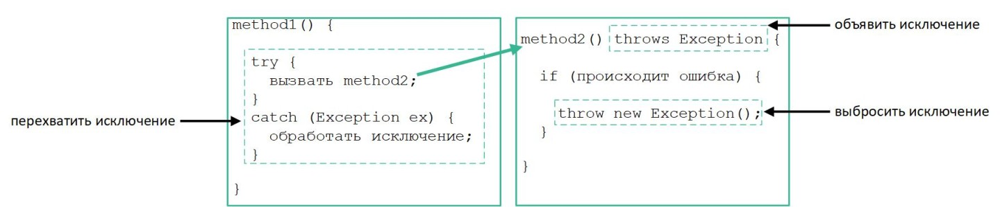 method1() {
try {
вызвать method2;
}
catch (Exception ex) {
обработать исключение;
}
}
перехватить исключение
method2() throws Exception {
if (происходит ошибка) {
throw new Exception();
}
}
объявить исключение
выбросить исключение